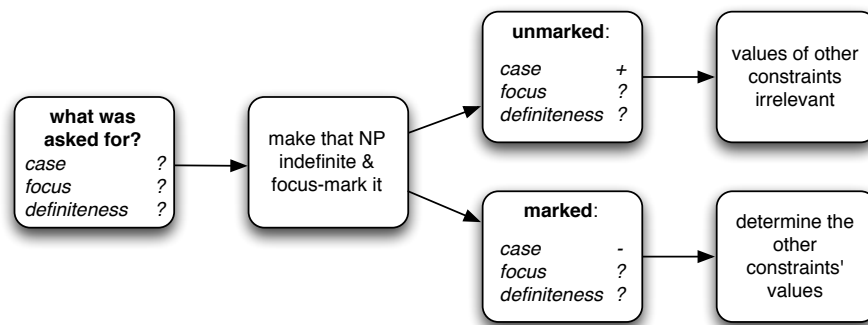 what was
asked for?
case ?
focus ?
definiteness ?
make that NP
indefinite &
focus-mark it
unmarked:
case +
focus ?
definiteness ?
values of other
constraints
irrelevant
marked:
case -
focus ?
definiteness ?
determine the
other
constraints'
values